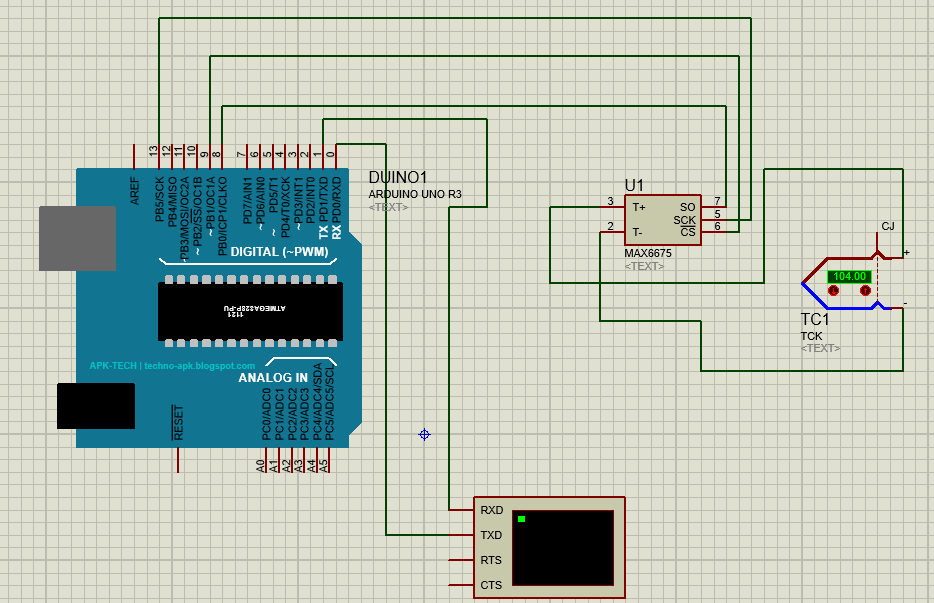 13
12
11
10
9
8
7
6
5
4
3
2
1
0
AREF
PB5/SCK
PB4/MISO
PB3/MOSI/OC2A
PB2/SS/OC1B
PB1/OC1A
PB0/ICP1/CLKO
PD7/AIN1
PD6/AIN0
PD5/T1
PD4/T0/XCK
PD3/INT1
PD2/INT0
TX PD1/TXD
RX PD0/RXD
~
~
~
~
~
~
DIGITAL (~PWM)
DUINO1
ARDUINO UNO R3
<TEXT>
ATMEGA328P-PU
1121
APK-TECH | techno-apk.blogspot.com
ANALOG IN
RESET
PC0/ADC0
PC1/ADC1
PC2/ADC2
PC3/ADC3
PC4/ADC4/SDA
PC5/ADC5/SCL
A0
A1
A2
A3
A4
A5
U1
3 T+ SO 7
SCK 5
2 T- CS 6
MAX6675
<TEXT>
CJ
+
104.00
-
TC1
TCK
<TEXT>
RXD
TXD
RTS
CTS